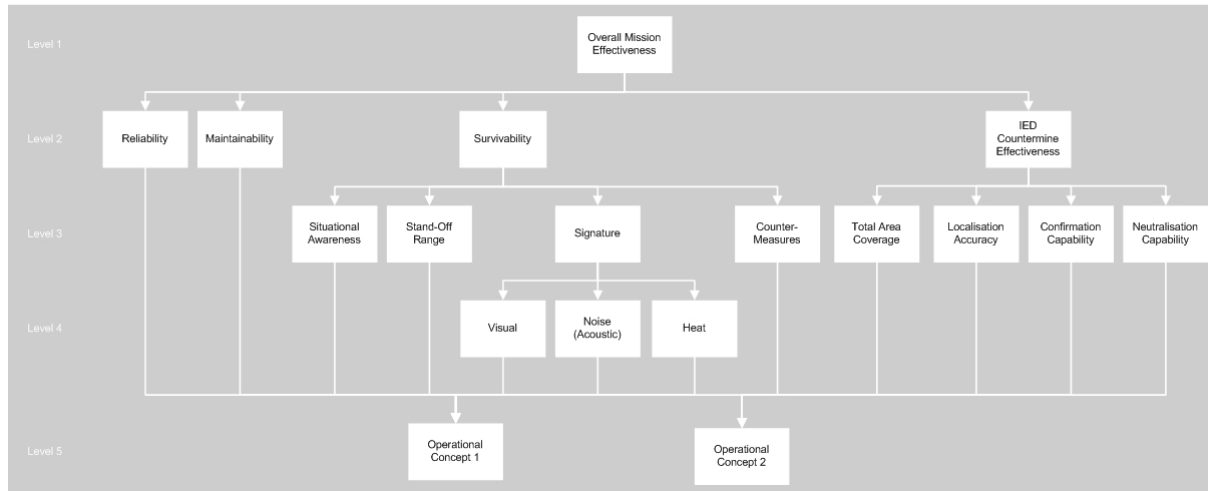 Level 1
Overall Mission
Effectiveness
Level 2
Reliability
Maintainability
Survivability
IED
Countermine
Effectiveness
Level 3
Situational
Awareness
Stand-Off
Range
Signature
Counter-
Measures
Total Area
Coverage
Localisation
Accuracy
Confirmation
Capability
Neutralisation
Capability
Level 4
Visual
Noise
(Acoustic)
Heat
Level 5
Operational
Concept 1
Operational
Concept 2